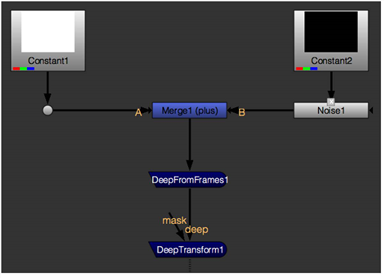 Constant1
Constant2
A
Merge1 (plus)
B
Noise1
DeepFromFrames1
mask
deep
DeepTransform1